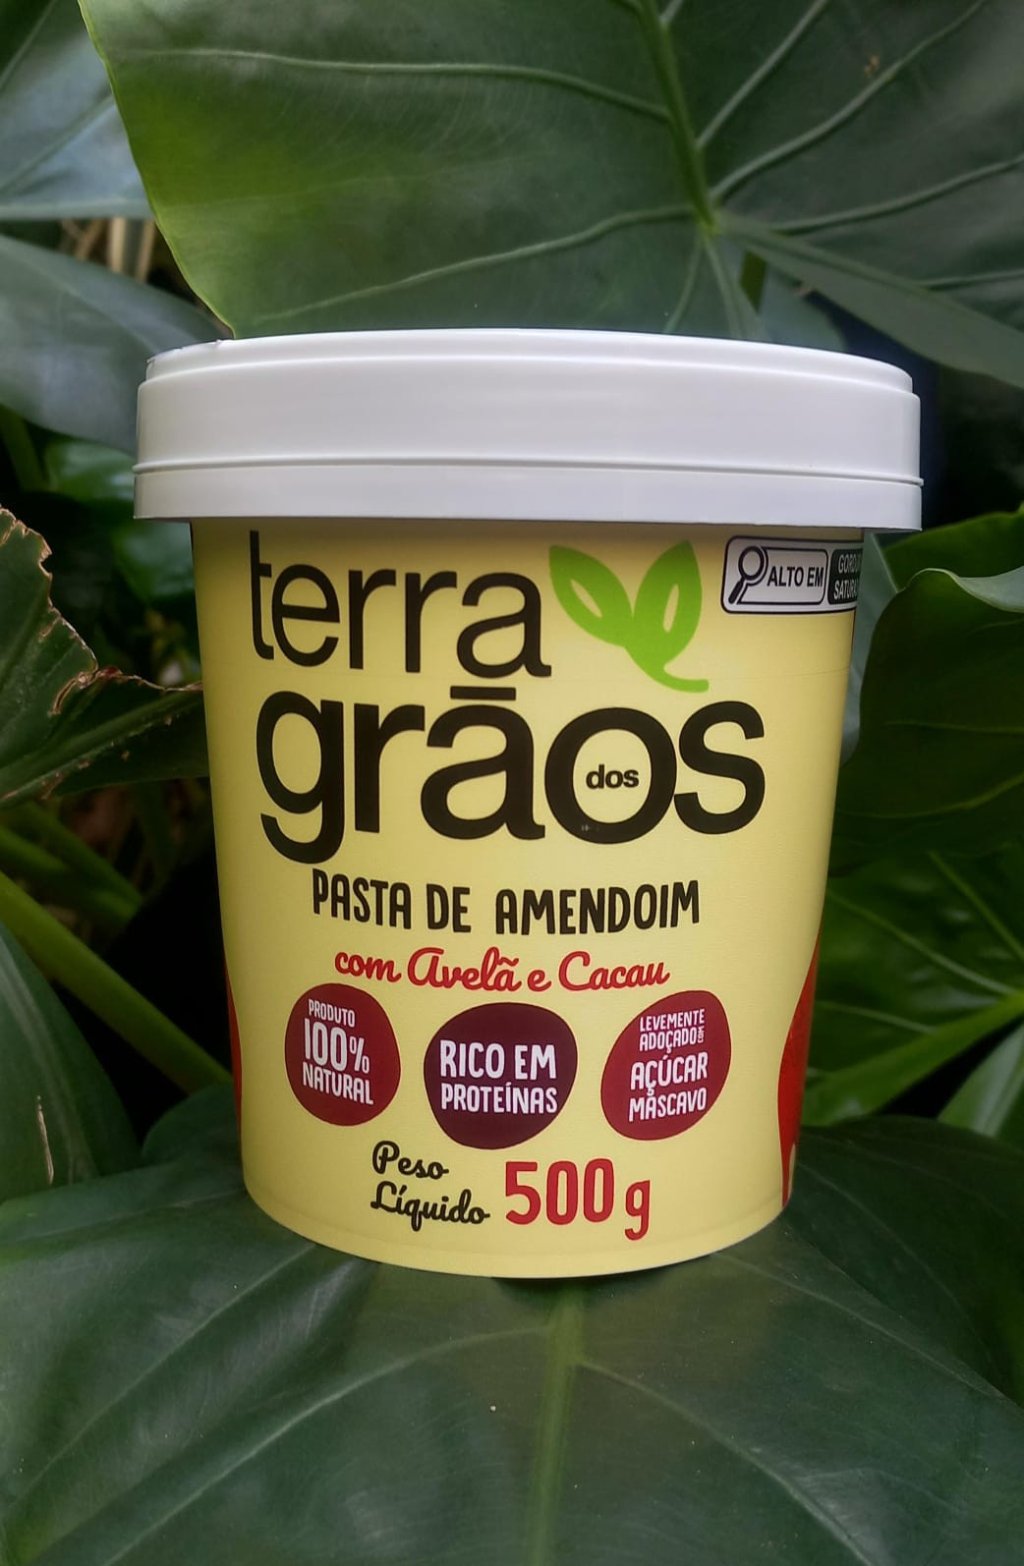 terra
dos
grãos
ALTO EM
PASTA DE AMENDOIM
com Avelã e Cacau
PRODUTO
100%
NATURAL
RICO EM
PROTEÍNAS
LEVEMENTE
ADOÇADO COM
AÇÚCAR
MASCAVO
Peso
Líquido 500g